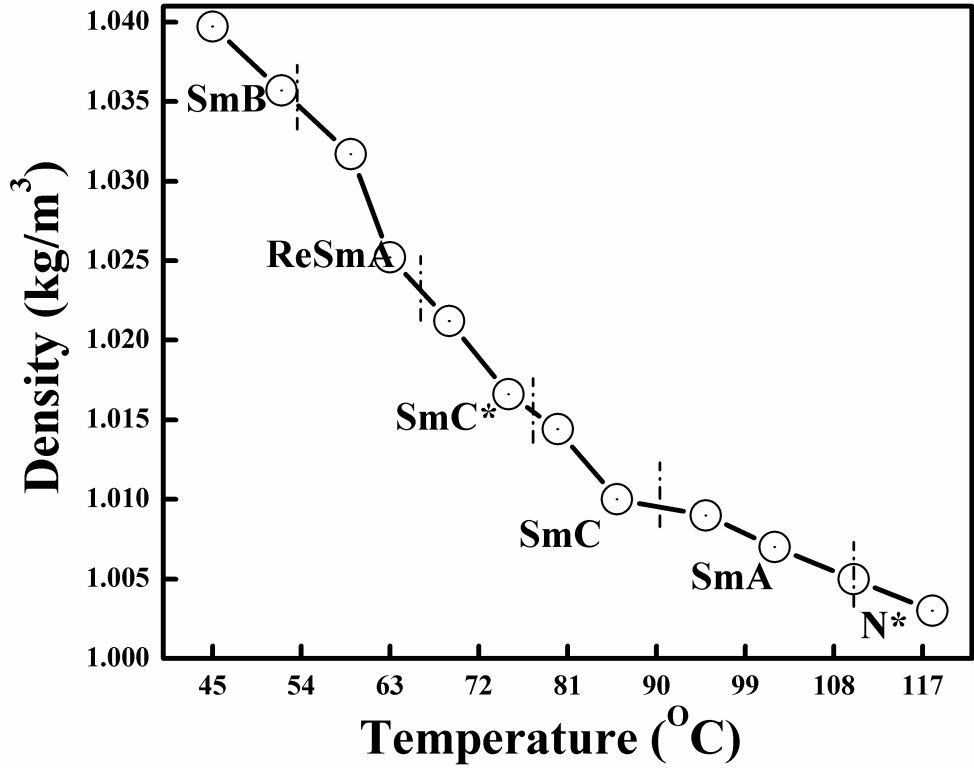 1.040
1.035
1.030
1.025
1.020
1.015
1.010
1.005
1.000
Density (kg/m³)
SmB
ReSmA
SmC*
SmC
SmA
N*
45 54 63 72 81 90 99 108 117
Temperature (ᴼC)